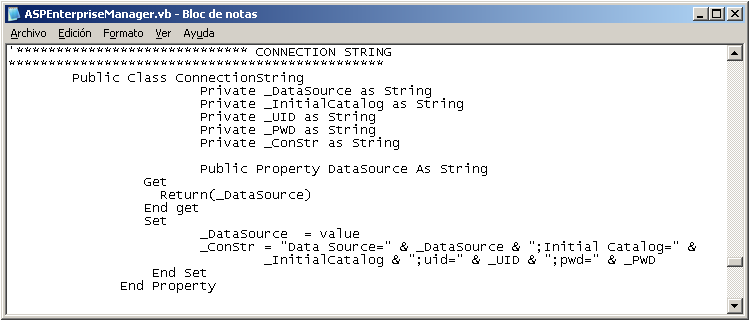 ASPEnterpriseManager.vb - Bloc de notas
Archivo Edición Formato Ver Ayuda
'***************************** CONNECTION STRING
***********************************************
Public Class ConnectionString
Private _DataSource as String
Private _InitialCatalog as String
Private _UID as String
Private _PWD as String
Private _ConStr as String
Public Property DataSource As String
Get
Return(_DataSource)
End get
Set
_DataSource = value
_ConStr = "Data Source=" & _DataSource & ";Initial Catalog=" &
_InitialCatalog & ";uid=" & _UID & ";pwd=" & _PWD
End Set
End Property